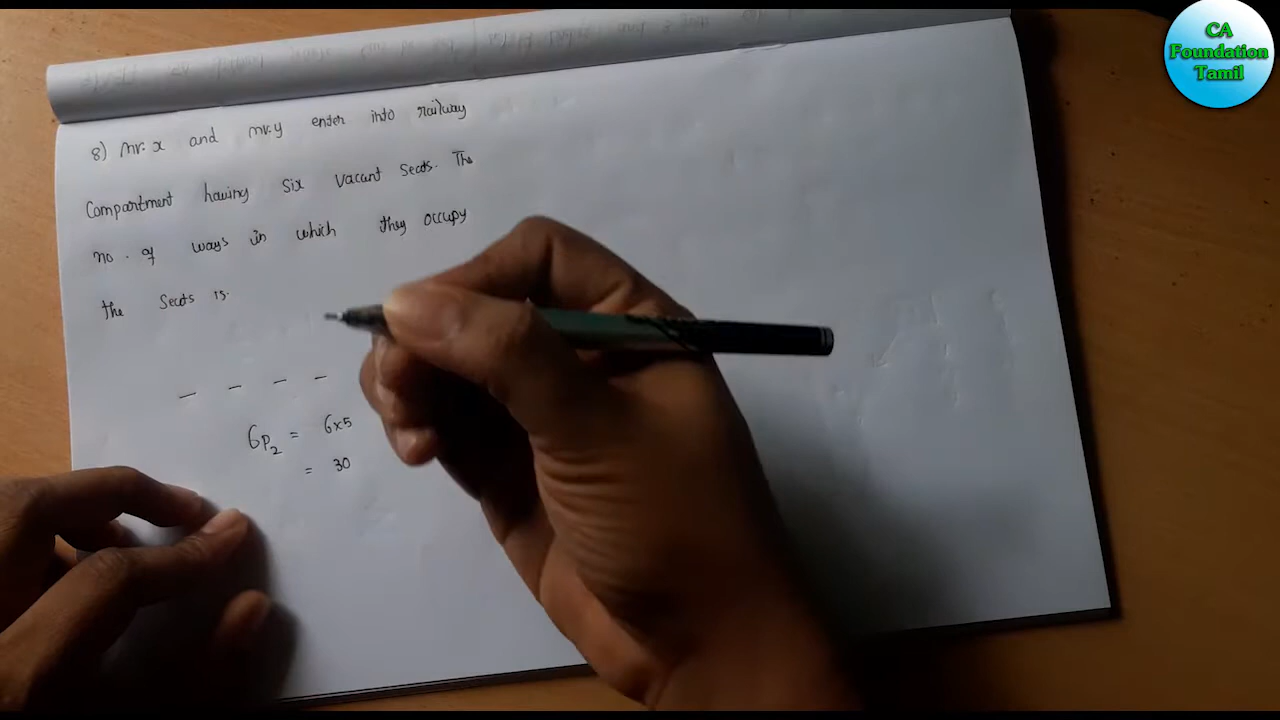 CA
Foundation
Tamil
8) Mr. x and mr.y enter into railway
Compartment having six vacant Seats. The
no. of ways in which they occupy
the Seats is.
6P2 = 6x5
= 30